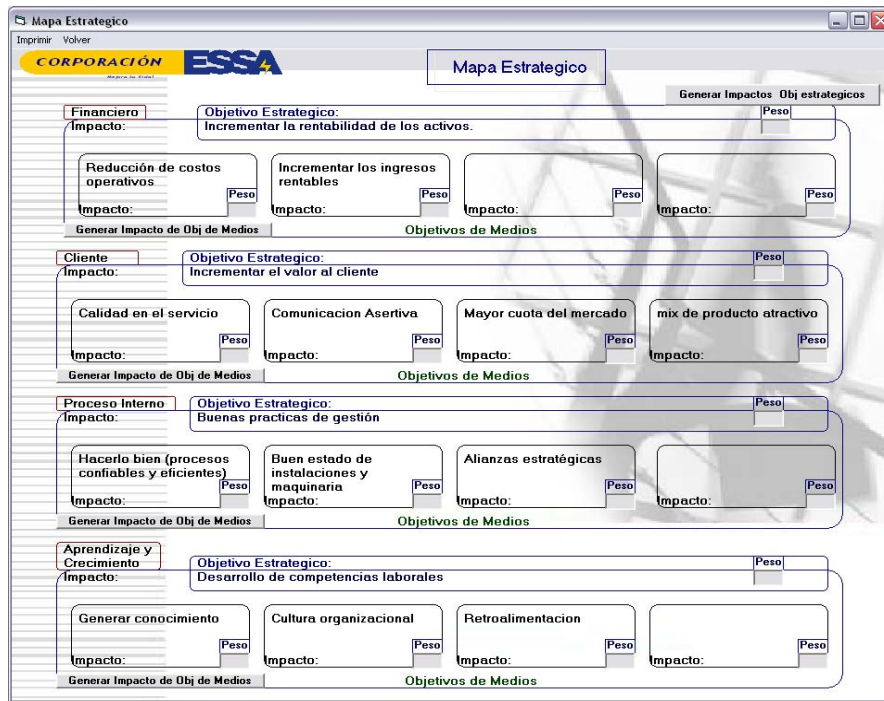 Mapa Estrategico
Imprimir Volver
CORPORACIÓN ESSA
Mapa Estrategico
Generar Impactos Obj estrategicos
Financiero
Objetivo Estrategico:
Peso
Impacto:
Incrementar la rentabilidad de los activos.
Reducción de costos
operativos
Peso
Impacto:
Incrementar los ingresos
rentables
Peso
Impacto:
Peso
Impacto:
Peso
Impacto:
Generar Impacto de Obj de Medios
Objetivos de Medios
Cliente
Objetivo Estrategico:
Peso
Impacto:
Incrementar el valor al cliente
Calidad en el servicio
Peso
Impacto:
Comunicacion Asertiva
Peso
Impacto:
Mayor cuota del mercado
Peso
Impacto:
mix de producto atractivo
Peso
Impacto:
Generar Impacto de Obj de Medios
Objetivos de Medios
Proceso Interno
Objetivo Estrategico:
Peso
Impacto:
Buenas practicas de gestión
Hacerlo bien (procesos
confiables y eficientes)
Peso
Impacto:
Buen estado de
instalaciones y
maquinaria
Peso
Impacto:
Alianzas estratégicas
Peso
Impacto:
Peso
Impacto:
Generar Impacto de Obj de Medios
Objetivos de Medios
Aprendizaje y
Crecimiento
Objetivo Estrategico:
Peso
Impacto:
Desarrollo de competencias laborales
Generar conocimiento
Peso
Impacto:
Cultura organizacional
Peso
Impacto:
Retroalimentacion
Peso
Impacto:
Peso
Impacto:
Generar Impacto de Obj de Medios
Objetivos de Medios